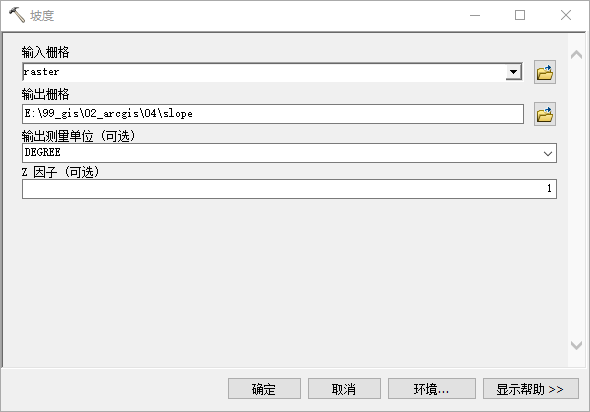 坡度
输入栅格
raster
输出栅格
E:\99_gis\02_arcgis\04\slope
输出测量单位 (可选)
DEGREE
Z 因子 (可选)
1
确定 取消 环境... 显示帮助 >>